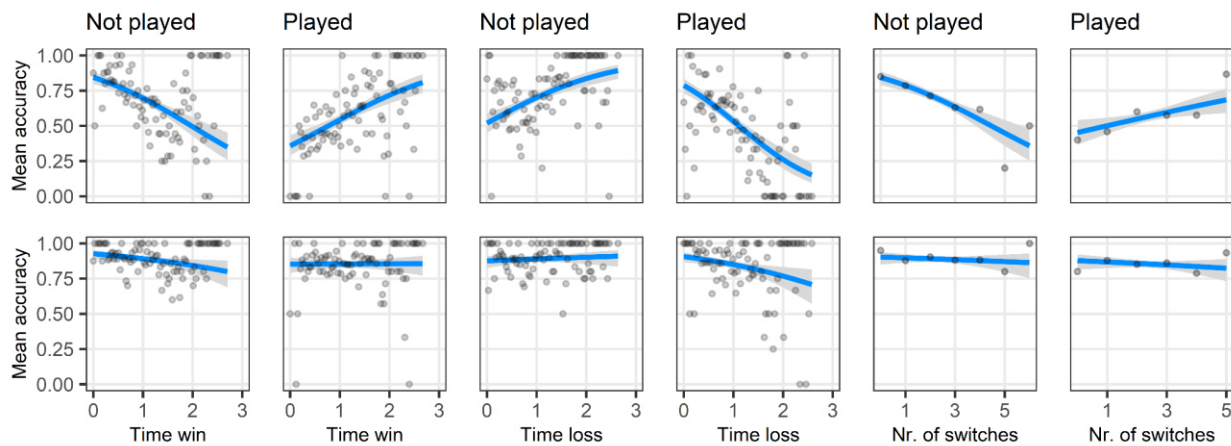 Not played Played Not played Played Not played Played
Mean accuracy
1.00
0.75
0.50
0.25
0.00
Mean accuracy
1.00
0.75
0.50
0.25
0.00
0 1 2 3 0 1 2 3 0 1 2 3 0 1 2 3 1 3 5 1 3 5
Time win Time win Time loss Time loss Nr. of switches Nr. of switches